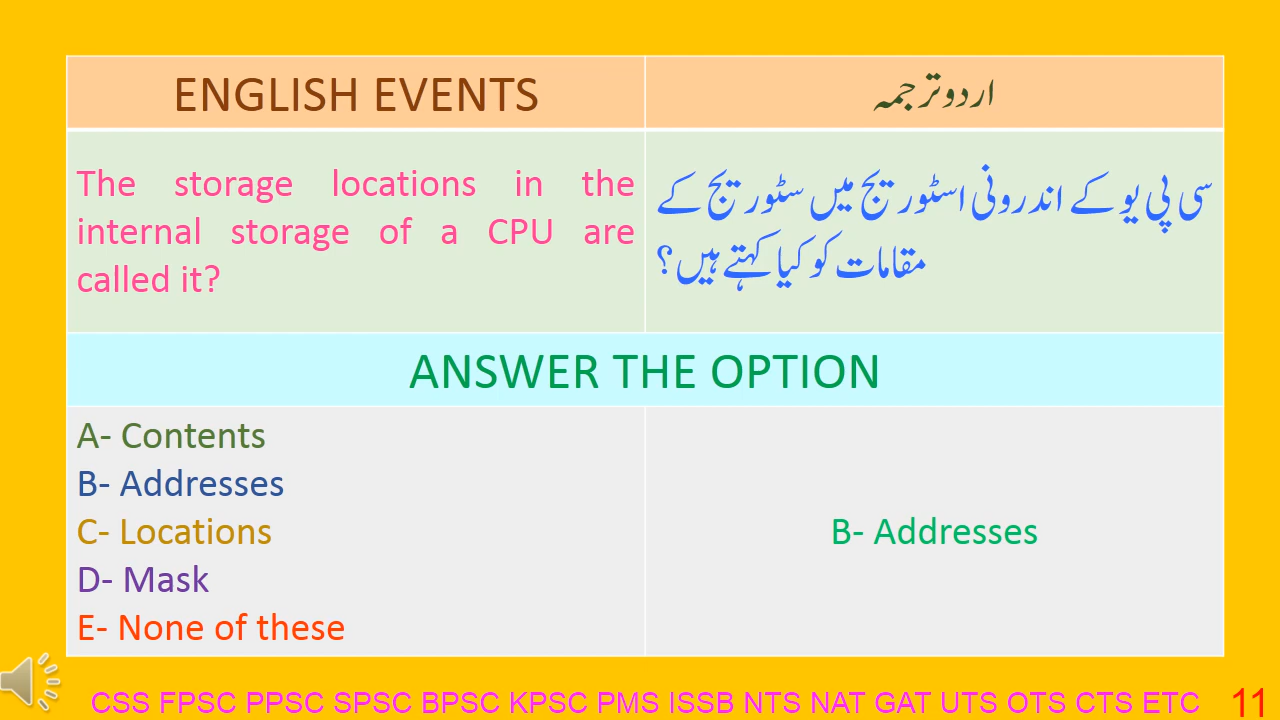 ENGLISH EVENTS
اردو ترجمہ
The storage locations in the
internal storage of a CPU are
called it?
سی پی یو کے اندرونی اسٹوریج میں سٹوریج کے
مقامات کو کیا کہتے ہیں؟
ANSWER THE OPTION
A- Contents
B- Addresses
C- Locations
D- Mask
E- None of these
B- Addresses
CSS FPSC PPSC SPSC BPSC KPSC PMS ISSB NTS NAT GAT UTS OTS CTS ETC
11